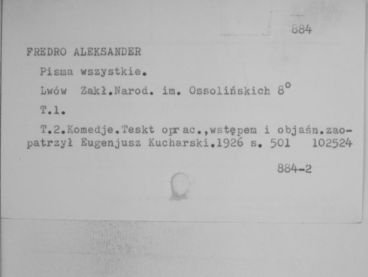 884
FREDRO ALEKSANDER
Pisma wszystkie.
Lwów Zakł.Narod. im. Ossolińskich 8°
T.1.
T.2.Komedje.Teskt oprac.,wstępem i objaśn.zao-
patrzył Eugenjusz Kucharski.1926 s. 501 102524
884-2